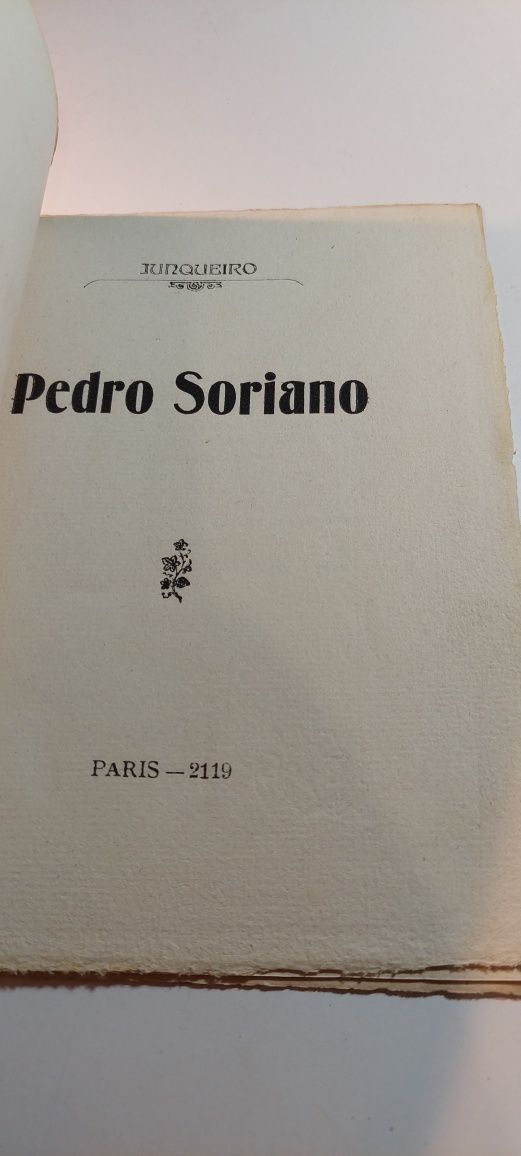 JUNQUEIRO
Pedro Soriano
PARIS — 2119